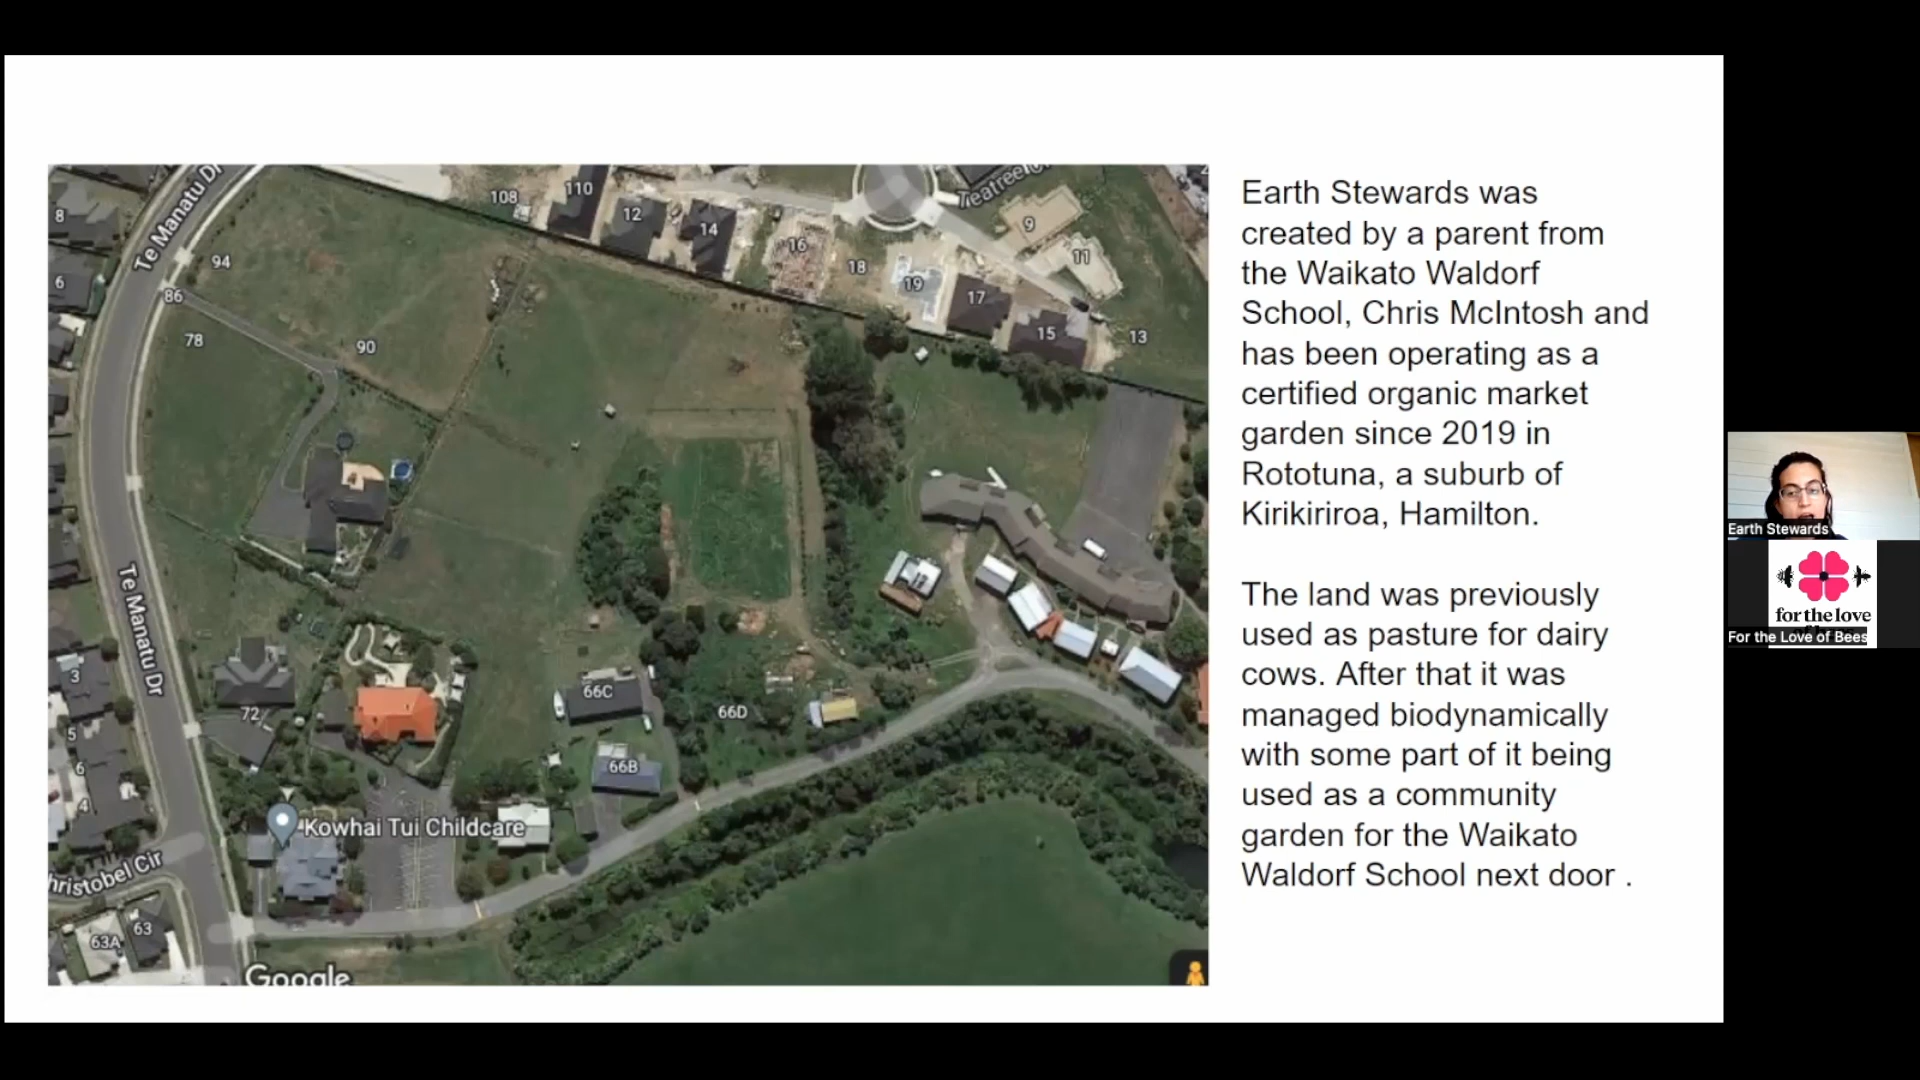 Te Manatu Dr
8
6
94
86
78
90
108
110
12
14
16
18
19
17
15
13
9
11
Te Manatu Dr
3
5
6
4
72
66C
66D
66B
Kowhai Tui Childcare
63A
63
Google
Earth Stewards was
created by a parent from
the Waikato Waldorf
School, Chris McIntosh and
has been operating as a
certified organic market
garden since 2019 in
Rototuna, a suburb of
Kirikiriroa, Hamilton.
The land was previously
used as pasture for dairy
cows. After that it was
managed biodynamically
with some part of it being
used as a community
garden for the Waikato
Waldorf School next door .
Earth Stewards
for the love
For the Love of Bees